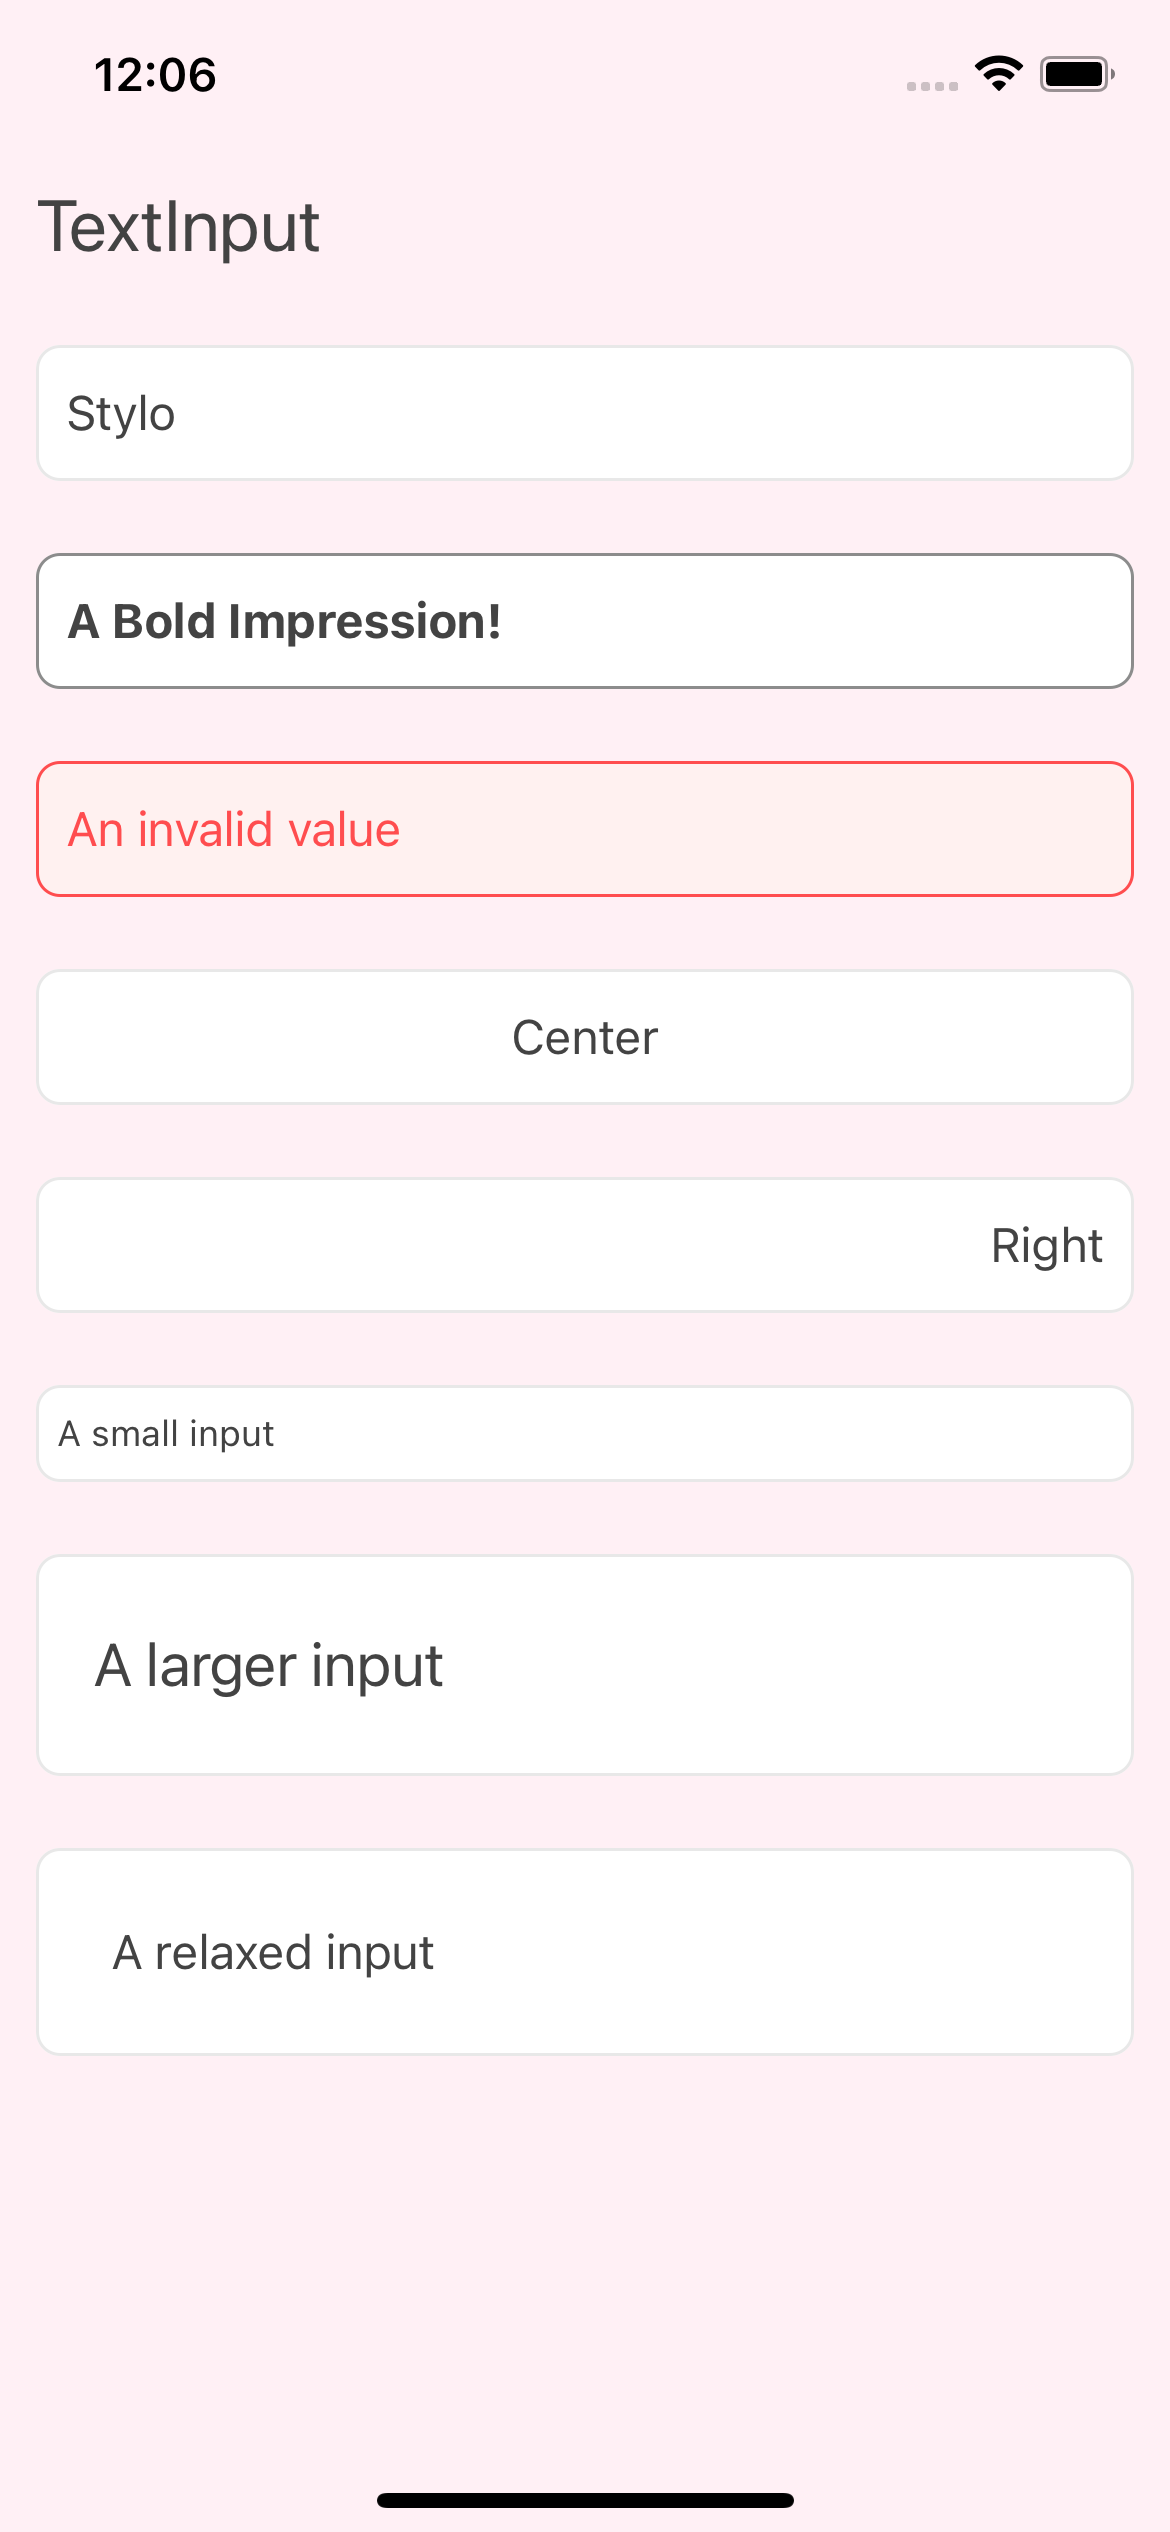 12:06
TextInput
Stylo
A Bold Impression!
An invalid value
Center
Right
A small input
A larger input
A relaxed input